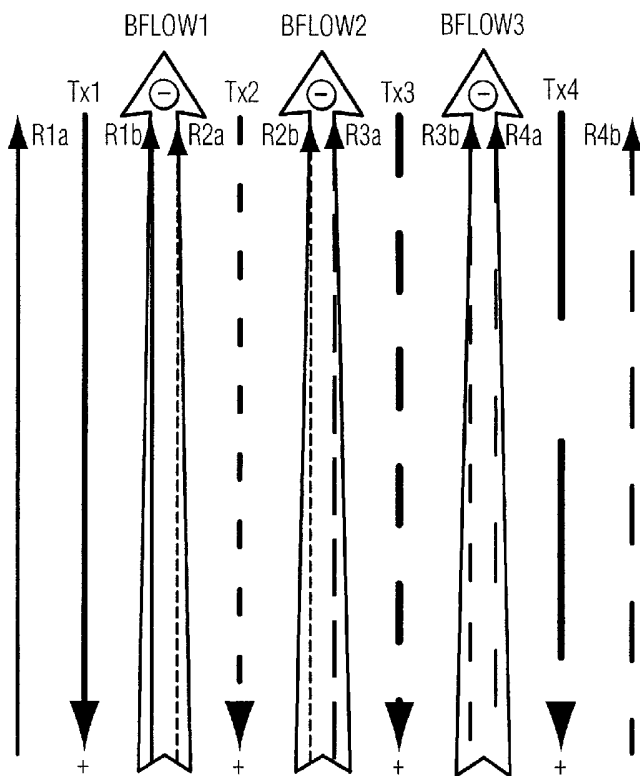 BFLOW1 BFLOW2 BFLOW3
Tx1 − Tx2 − Tx3 − Tx4
R1a R1b R2a R2b R3a R3b R4a R4b
+ + + +